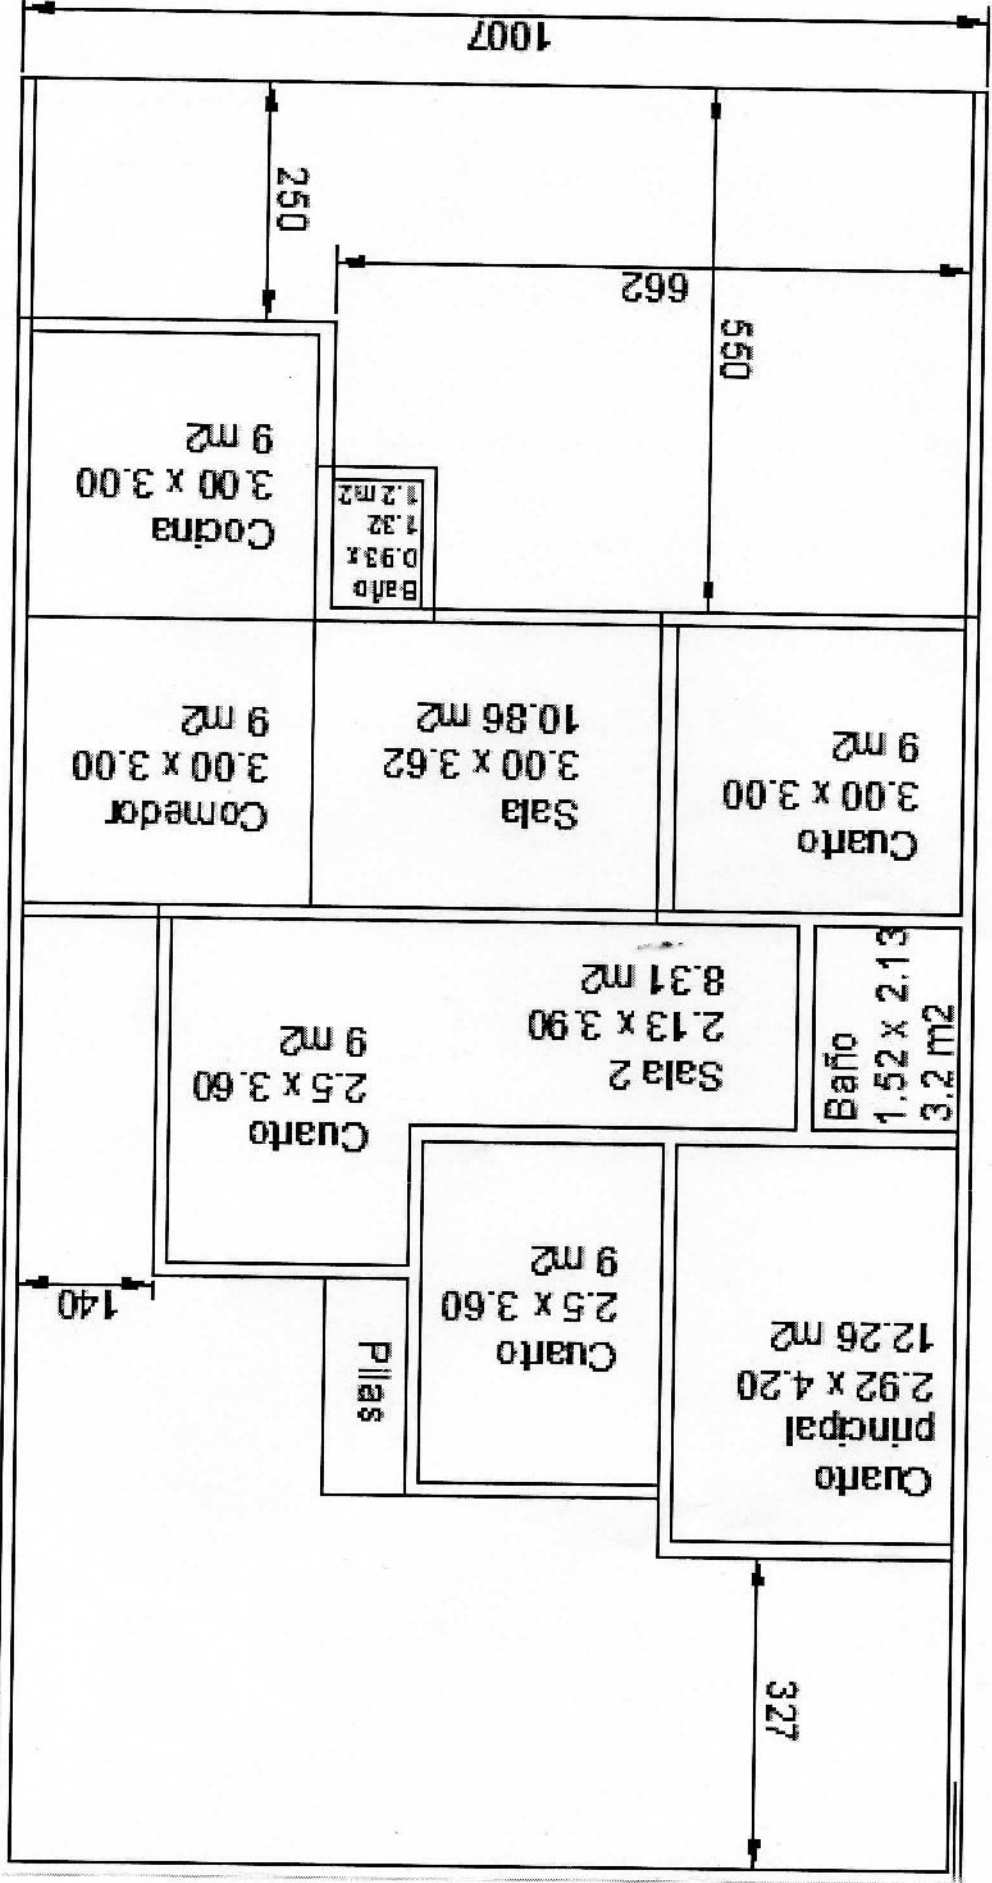 327
Cuarto
principal
2.92 x 4.20
12.26 m2
Cuarto
2.5 x 3.60
9 m2
Pilas
140
Baño
1.52 x 2.13
3.2 m2
Sala 2
2.13 x 3.90
8.31 m2
Cuarto
2.5 x 3.60
9 m2
Cuarto
3.00 x 3.00
9 m2
Sala
3.00 x 3.62
10.86 m2
Comedor
3.00 x 3.00
9 m2
Baño
0.93 x
1.32
1.2 m2
Cocina
3.00 x 3.00
9 m2
550
662
250
1007